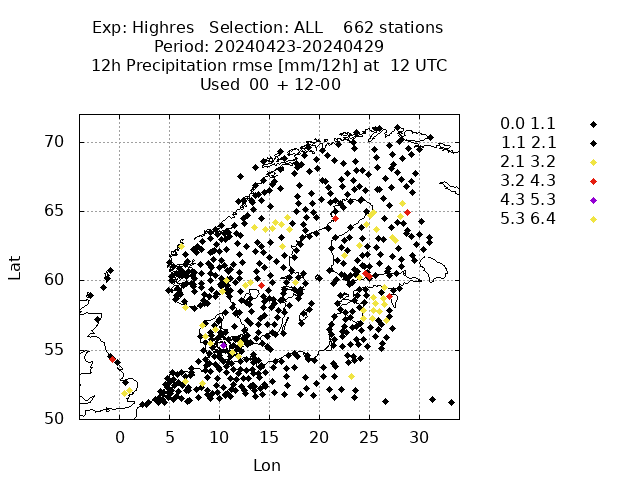 Exp: Highres Selection: ALL 662 stations
Period: 20240423-20240429
12h Precipitation rmse [mm/12h] at 12 UTC
Used 00 + 12-00
70
65
60
55
50
Lat
0 5 10 15 20 25 30
Lon
0.0 1.1
1.1 2.1
2.1 3.2
3.2 4.3
4.3 5.3
5.3 6.4